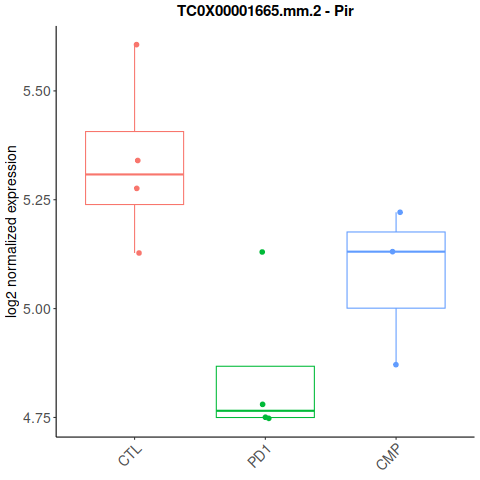 TC0X00001665.mm.2 - Pir
log2 normalized expression
5.50
5.25
5.00
4.75
CTL
PD1
CMP